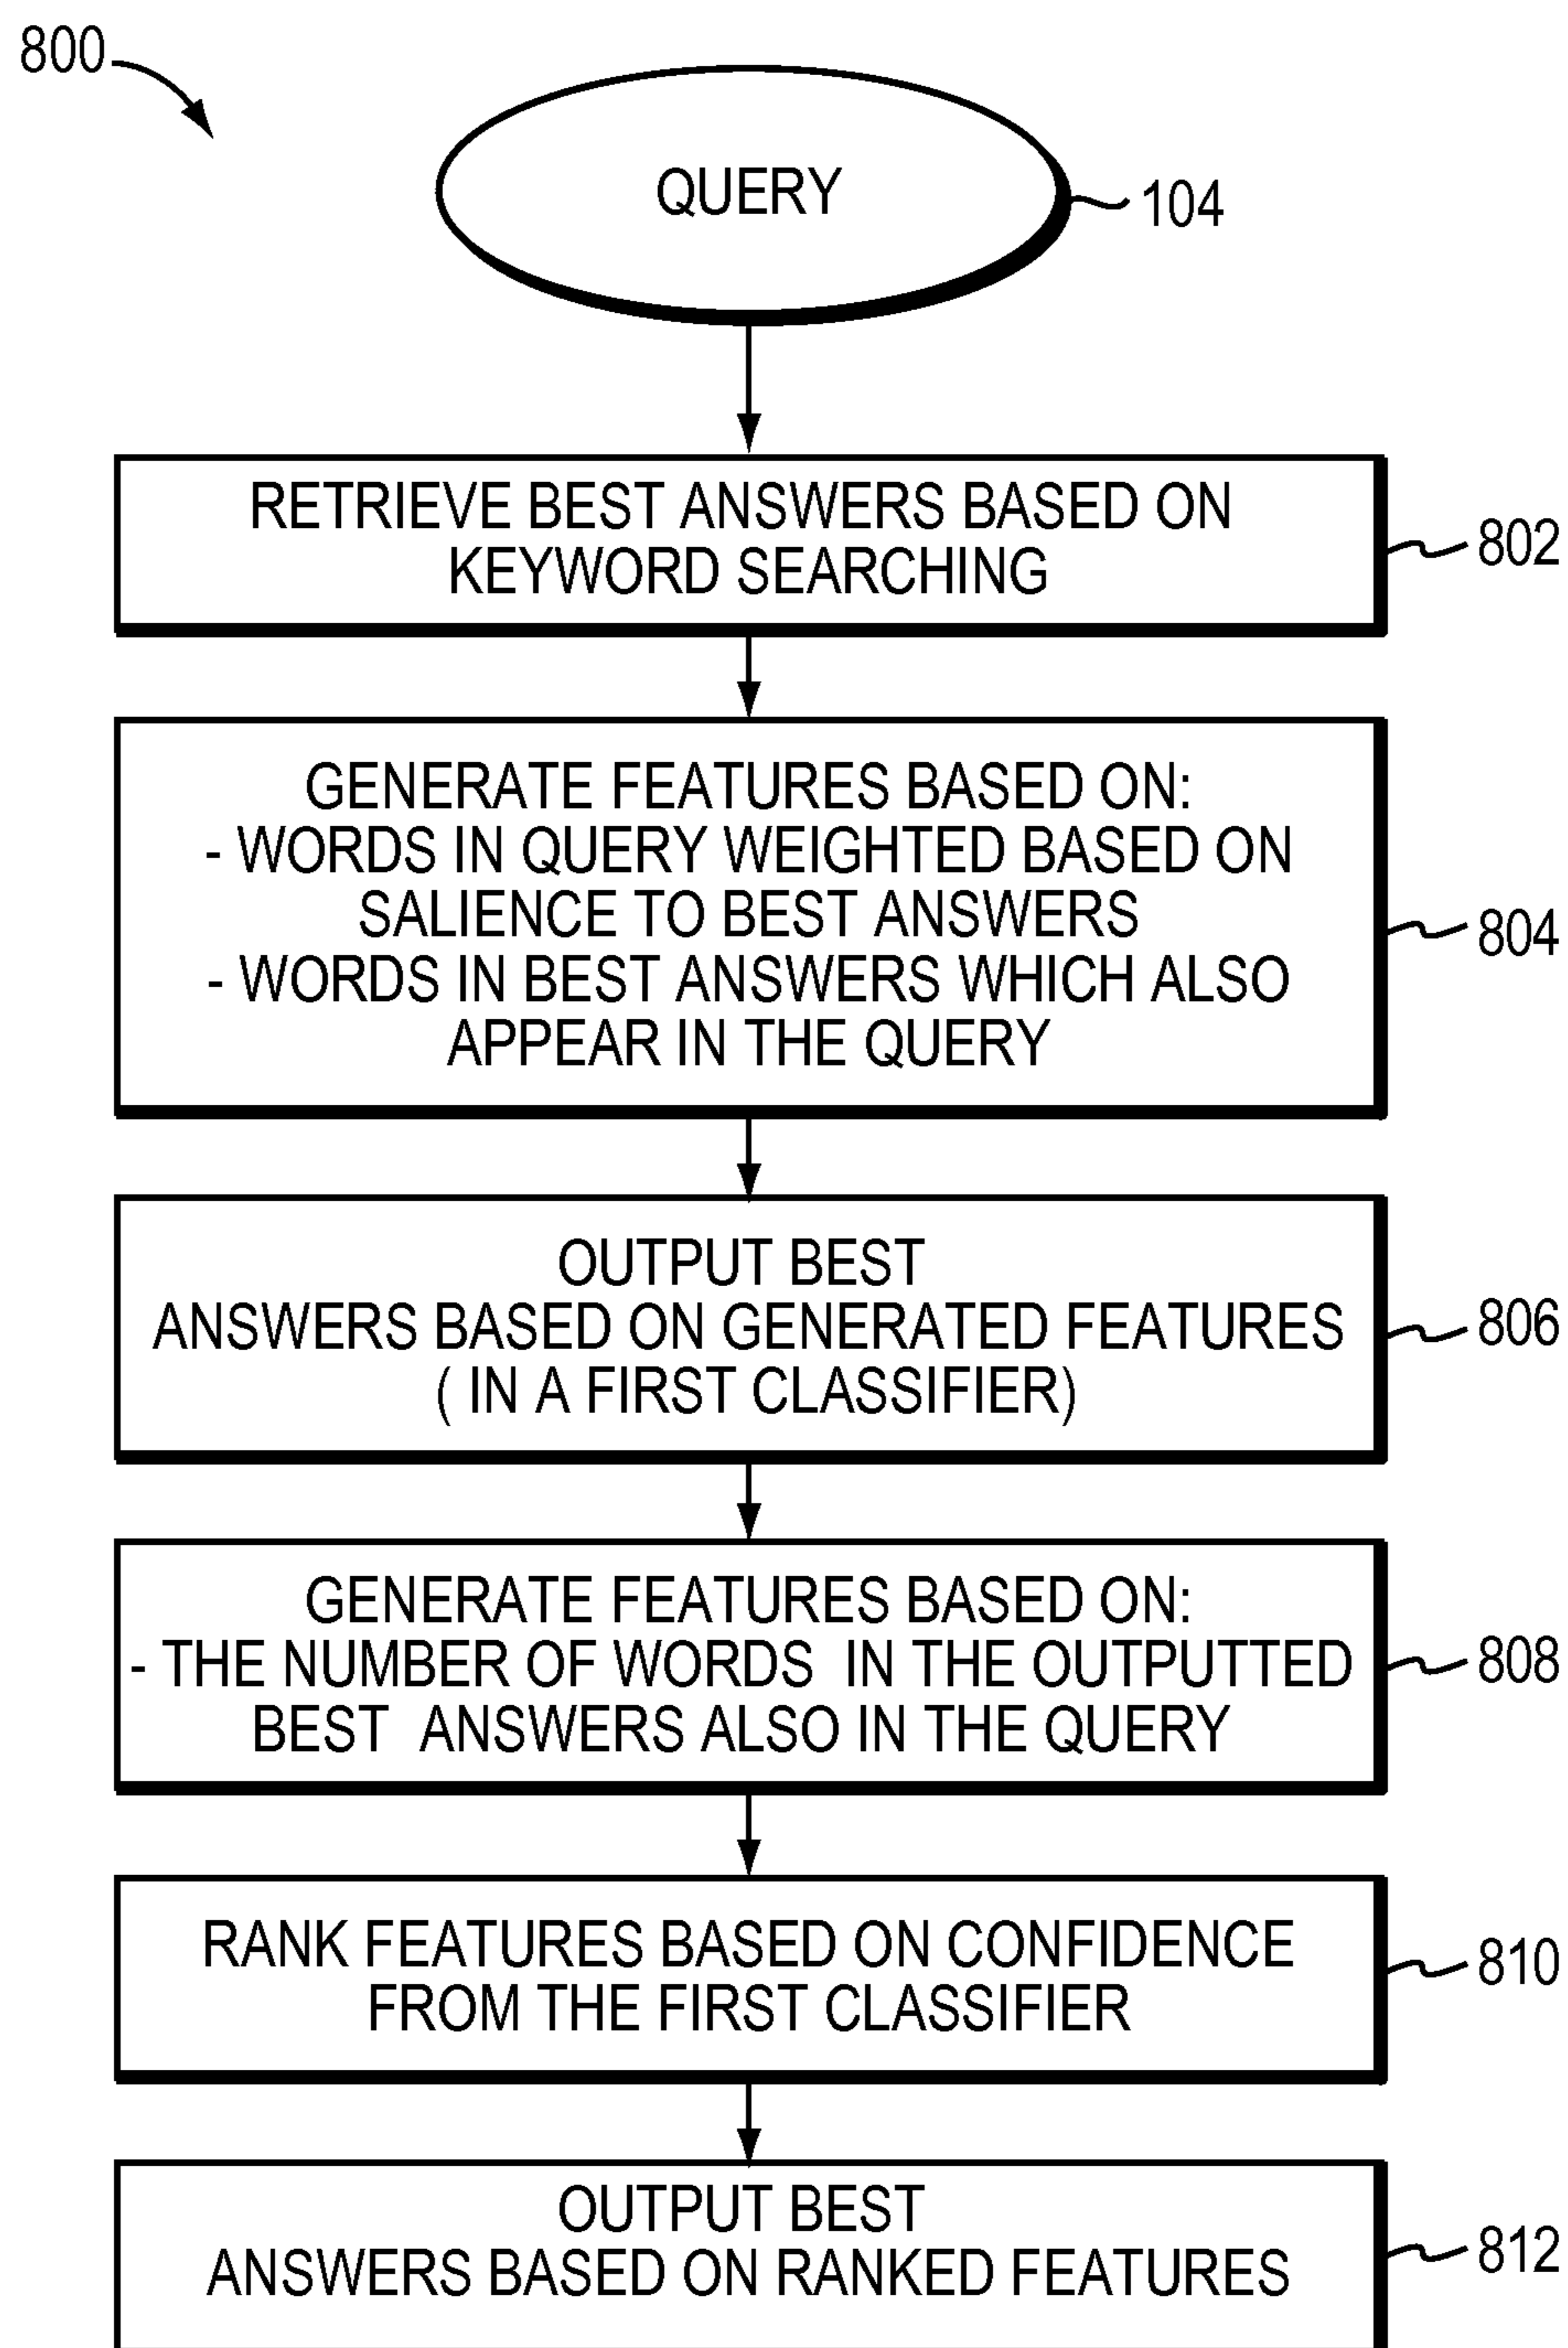 800
QUERY
104
RETRIEVE BEST ANSWERS BASED ON
KEYWORD SEARCHING
802
GENERATE FEATURES BASED ON:
- WORDS IN QUERY WEIGHTED BASED ON
SALIENCE TO BEST ANSWERS
- WORDS IN BEST ANSWERS WHICH ALSO
APPEAR IN THE QUERY
804
OUTPUT BEST
ANSWERS BASED ON GENERATED FEATURES
( IN A FIRST CLASSIFIER)
806
GENERATE FEATURES BASED ON:
- THE NUMBER OF WORDS IN THE OUTPUTTED
BEST ANSWERS ALSO IN THE QUERY
808
RANK FEATURES BASED ON CONFIDENCE
FROM THE FIRST CLASSIFIER
810
OUTPUT BEST
ANSWERS BASED ON RANKED FEATURES
812